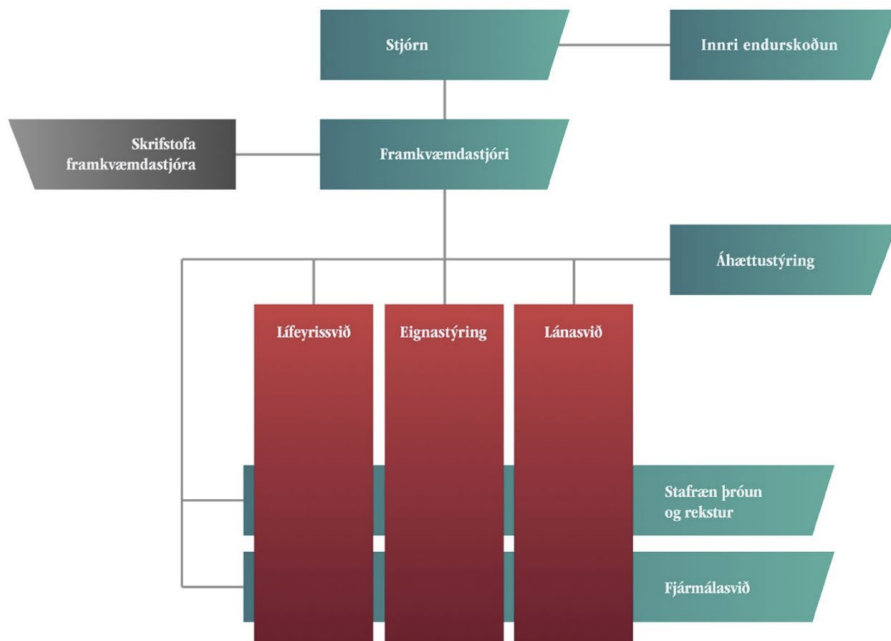 Stjórn
Innri endurskoðun
Skrifstofa
framkvæmdastjóra
Framkvæmdastjóri
Áhættustýring
Lífeyrissvið
Eignastýring
Lánasvið
Stafræn þróun
og rekstur
Fjármálasvið